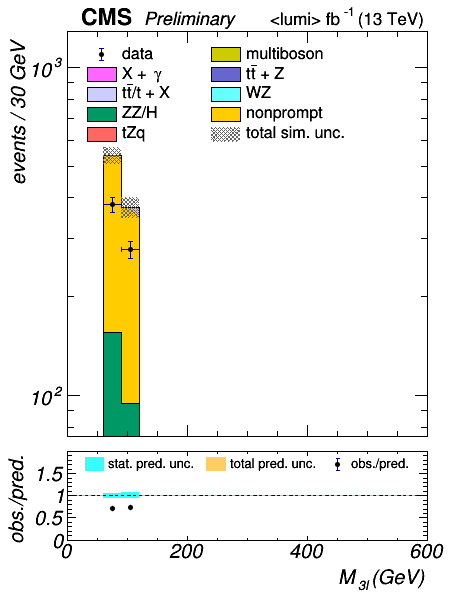 CMS Preliminary <lumi> fb⁻¹ (13 TeV)
events / 30 GeV
10³
10²
data
multiboson
X + γ
tt̄ + Z
tt̄/t + X
WZ
ZZ/H
nonprompt
tZq
total sim. unc.
obs./pred.
stat. pred. unc.
total pred. unc.
obs./pred.
1.5
1
0.5
0
0 200 400 600
M₃ₗ (GeV)